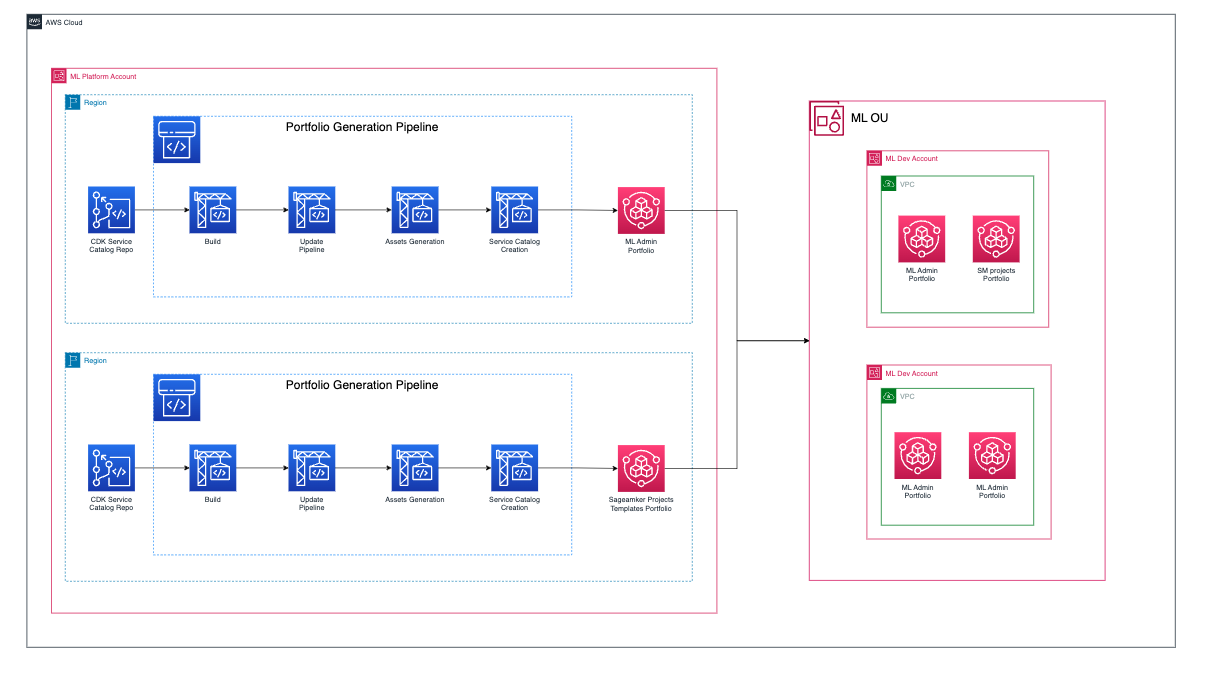 aws
AWS Cloud
ML Platform Account
Region
Portfolio Generation Pipeline
CDK Service
Catalog Repo
Build
Update
Pipeline
Assets Generation
Service Catalog
Creation
ML Admin
Portfolio
Region
Portfolio Generation Pipeline
CDK Service
Catalog Repo
Build
Update
Pipeline
Assets Generation
Service Catalog
Creation
Sageamker Projects
Templates Portfolio
ML OU
ML Dev Account
VPC
ML Admin
Portfolio
SM projects
Portfolio
ML Dev Account
VPC
ML Admin
Portfolio
ML Admin
Portfolio